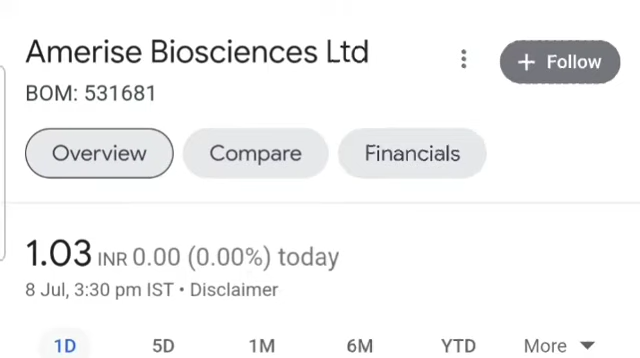 Amerise Biosciences Ltd
+ Follow
BOM: 531681
Overview Compare Financials
1.03 INR 0.00 (0.00%) today
8 Jul, 3:30 pm IST • Disclaimer
1D 5D 1M 6M YTD More